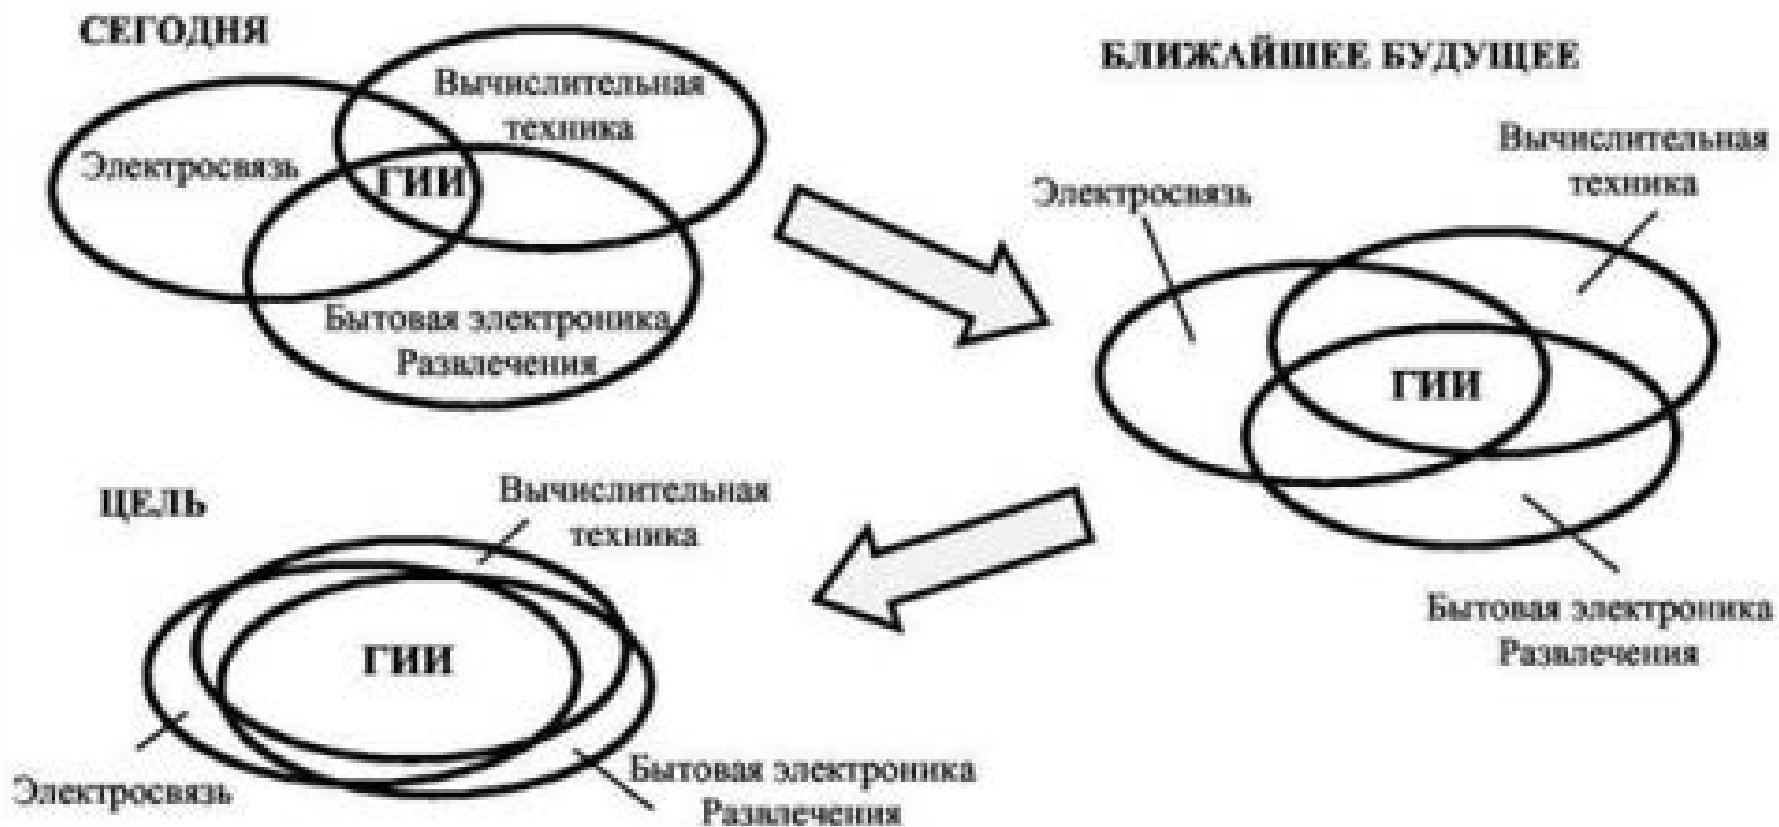 СЕГОДНЯ
Вычислительная
техника
Электросвязь
ГИИ
Бытовая электроника
Развлечения
БЛИЖАЙШЕЕ БУДУЩЕЕ
Вычислительная
техника
Электросвязь
ГИИ
Бытовая электроника
Развлечения
ЦЕЛЬ
Вычислительная
техника
ГИИ
Электросвязь
Бытовая электроника
Развлечения